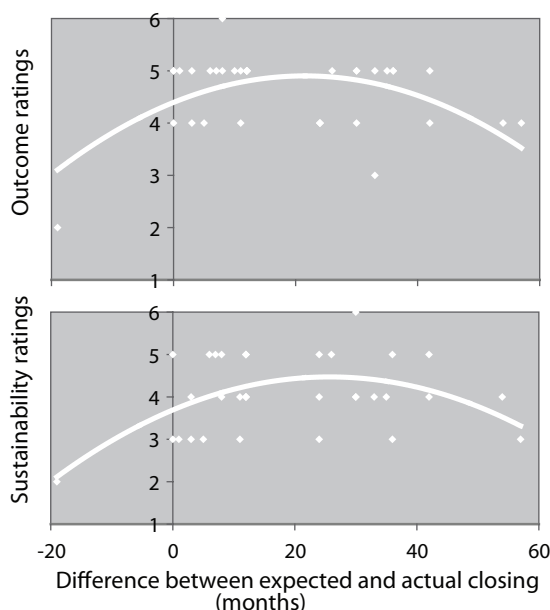 Outcome ratings
6
5
4
3
2
1
Sustainability ratings
6
5
4
3
2
1
-20 0 20 40 60
Difference between expected and actual closing
(months)